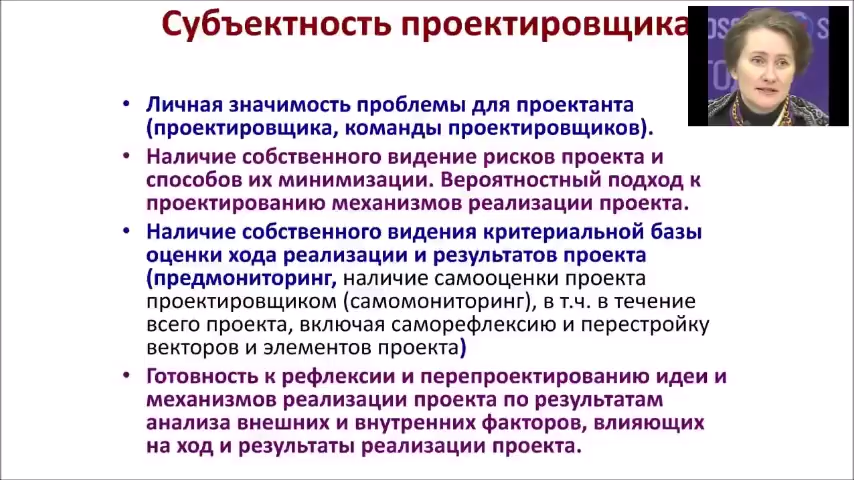 Субъектность проектировщика
• Личная значимость проблемы для проектанта
(проектировщика, команды проектировщиков).
• Наличие собственного видение рисков проекта и
способов их минимизации. Вероятностный подход к
проектированию механизмов реализации проекта.
• Наличие собственного видения критериальной базы
оценки хода реализации и результатов проекта
(предмониторинг, наличие самооценки проекта
проектировщиком (самомониторинг), в т.ч. в течение
всего проекта, включая саморефлексию и перестройку
векторов и элементов проекта)
• Готовность к рефлексии и перепроектированию идеи и
механизмов реализации проекта по результатам
анализа внешних и внутренних факторов, влияющих
на ход и результаты реализации проекта.